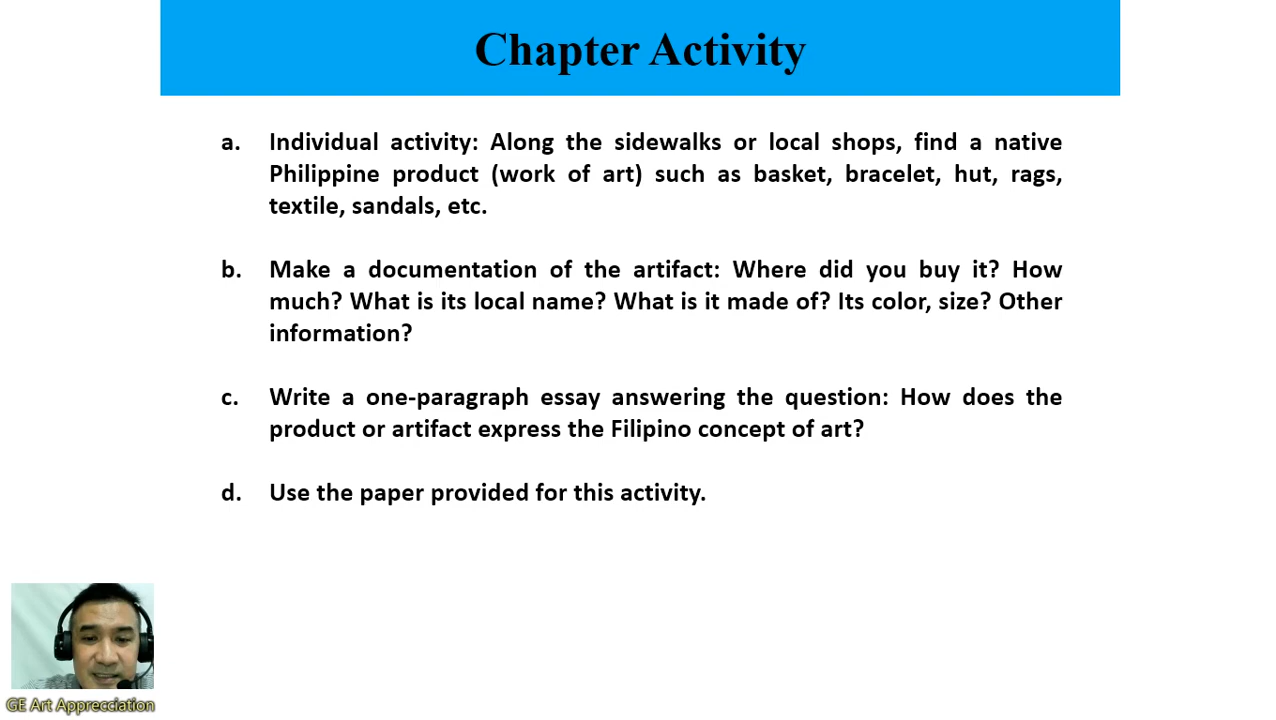 Chapter Activity
a. Individual activity: Along the sidewalks or local shops, find a native
Philippine product (work of art) such as basket, bracelet, hut, rags,
textile, sandals, etc.
b. Make a documentation of the artifact: Where did you buy it? How
much? What is its local name? What is it made of? Its color, size? Other
information?
c. Write a one-paragraph essay answering the question: How does the
product or artifact express the Filipino concept of art?
d. Use the paper provided for this activity.
GE Art Apprecciation